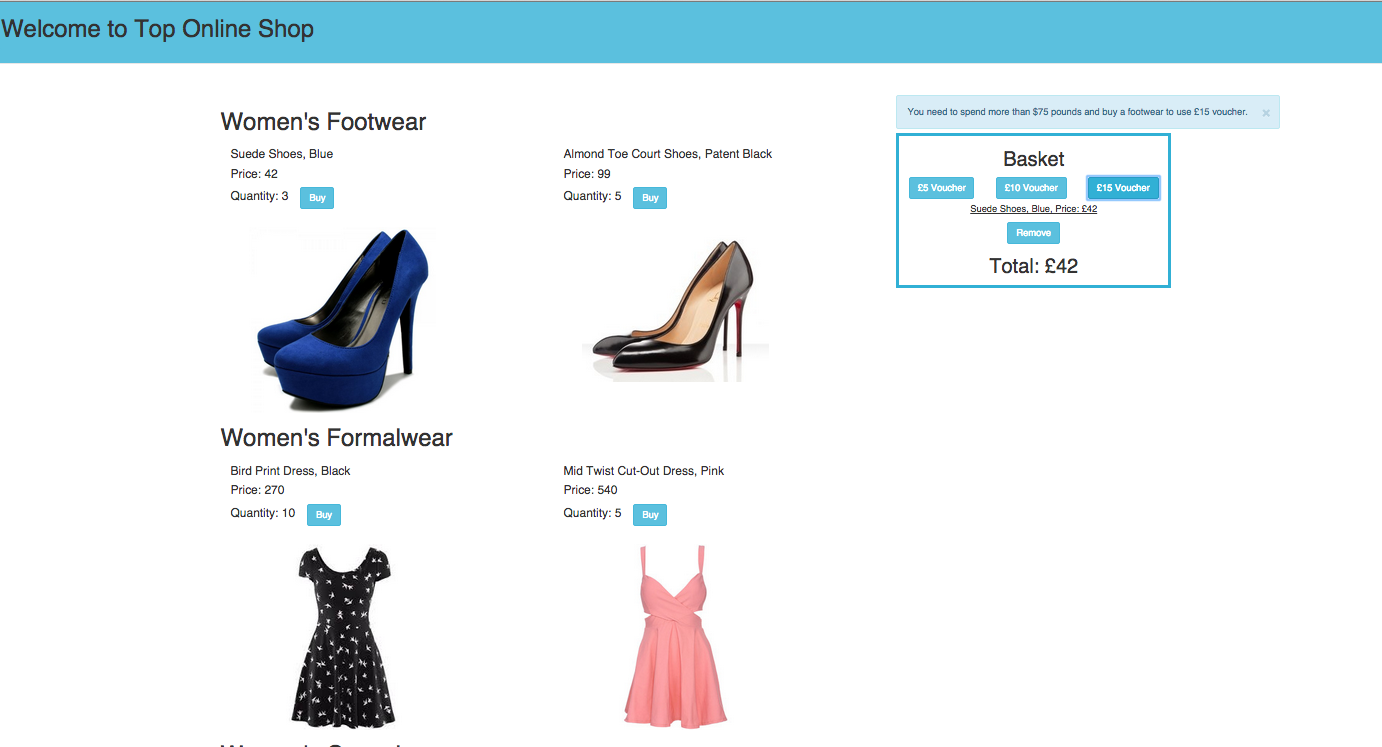 Welcome to Top Online Shop
Women's Footwear
Suede Shoes, Blue
Price: 42
Quantity: 3 Buy
Almond Toe Court Shoes, Patent Black
Price: 99
Quantity: 5 Buy
Women's Formalwear
Bird Print Dress, Black
Price: 270
Quantity: 10 Buy
Mid Twist Cut-Out Dress, Pink
Price: 540
Quantity: 5 Buy
You need to spend more than $75 pounds and buy a footwear to use £15 voucher. ×
Basket
£5 Voucher £10 Voucher £15 Voucher
Suede Shoes, Blue, Price: £42
Remove
Total: £42